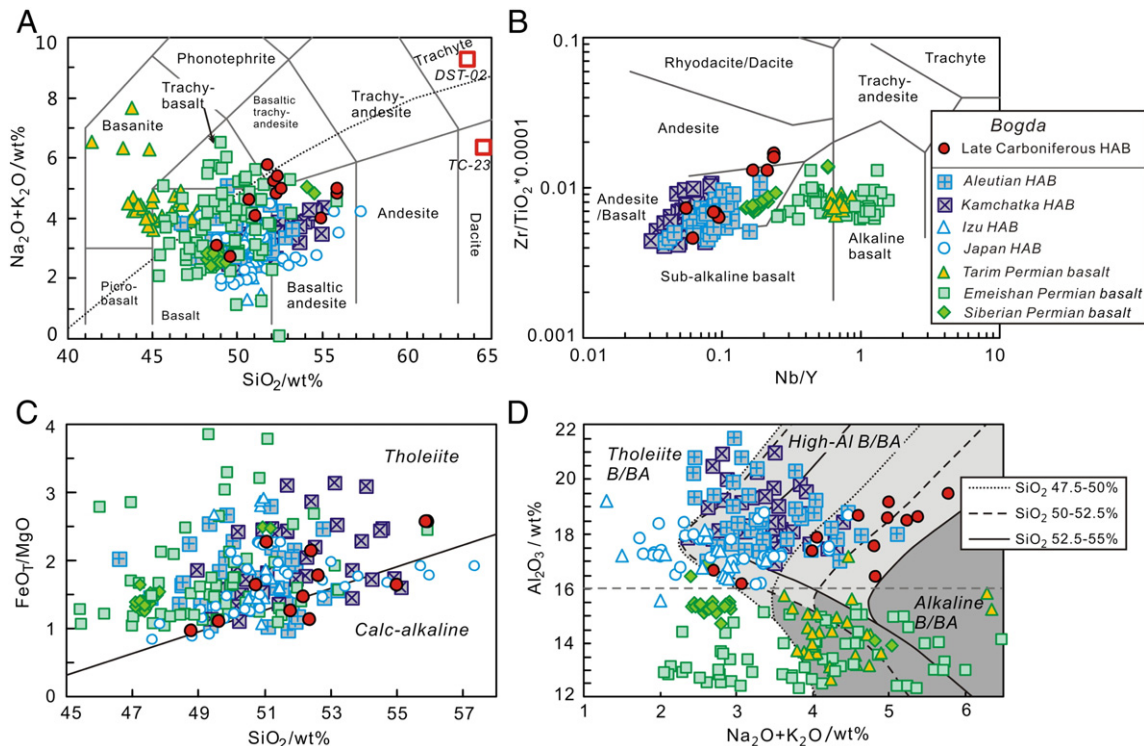 A
10
8
6
4
2
0
Na₂O+K₂O/wt%
40
45
50
55
60
65
SiO₂/wt%
Phonotephrite
Trachyte
DST-02
Trachy-
basalt
Basaltic
trachy-
andesite
Trachy-
andesite
Basanite
TC-23
Andesite
Dacite
Picro-
basalt
Basalt
Basaltic
andesite
B
0.1
0.01
0.001
Zr/TiO₂*0.0001
0.01
0.1
1
10
Nb/Y
Rhyodacite/Dacite
Trachyte
Trachy-
andesite
Andesite
Andesite
/Basalt
Sub-alkaline basalt
Alkaline
basalt
Bogda
Late Carboniferous HAB
Aleutian HAB
Kamchatka HAB
Izu HAB
Japan HAB
Tarim Permian basalt
Emeishan Permian basalt
Siberian Permian basalt
C
4
3
2
1
0
FeOT/MgO
45
47
49
51
53
55
57
SiO₂/wt%
Tholeiite
Calc-alkaline
D
22
20
18
16
14
12
Al₂O₃/wt%
1
2
3
4
5
6
Na₂O+K₂O/wt%
Tholeiite
B/BA
High-Al B/BA
Alkaline
B/BA
SiO₂ 47.5-50%
SiO₂ 50-52.5%
SiO₂ 52.5-55%